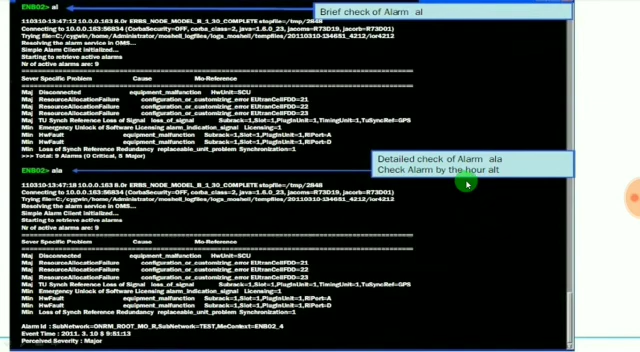 ENB02> al
Brief check of Alarm al
110310-13:47:12 10.0.0.163 8.0r ERBS_NODE_MODEL_B_1_30_COMPLETE stopfile=/tmp/2848
Connecting to 10.0.0.163:56834 (CorbaSecurity=OFF, corba_class=2, java=1.6.0_23, jacoms=R73D19, jacorb=R73D01)
Trying file=C:/cygwin/home/Administrator/moshell_logfiles/logs_moshell/tempfiles/20110310-134651_4212/ior4212
Resolving the alarm service in OMS...
Simple Alarm Client initialized...
Starting to retrieve active alarms
Nr of active alarms are: 9
Sever Specific Problem Cause Mo-Reference
Maj Disconnected equipment_malfunction HwUnit=SCU
Maj ResourceAllocationFailure configuration_or_customizing_error EUtranCellFDD=21
Maj ResourceAllocationFailure configuration_or_customizing_error EUtranCellFDD=22
Maj ResourceAllocationFailure configuration_or_customizing_error EUtranCellFDD=23
Maj TU Synch Reference Loss of Signal loss_of_signal Subrack=1,Slot=1,PlugInUnit=1,TimingUnit=1,TuSyncRef=GPS
Min Emergency Unlock of Software Licensing alarm_indication_signal Licensing=1
Min HwFault equipment_malfunction Subrack=1,Slot=1,PlugInUnit=1,RiPort=A
Min HwFault equipment_malfunction Subrack=1,Slot=1,PlugInUnit=1,RiPort=D
Min Loss of Synch Reference Redundancy replaceable_unit_problem Synchronization=1
>>> Total: 9 Alarms (0 Critical, 5 Major)
Detailed check of Alarm ala
Check Alarm by the hour alt
ENB02> ala
110310-13:47:18 10.0.0.163 8.0r ERBS_NODE_MODEL_B_1_30_COMPLETE stopfile=/tmp/2848
Connecting to 10.0.0.163:56834 (CorbaSecurity=OFF, corba_class=2, java=1.6.0_23, jacoms=R73D19, jacorb=R73D01)
Trying file=C:/cygwin/home/Administrator/moshell_logfiles/logs_moshell/tempfiles/20110310-134651_4212/ior4212
Resolving the alarm service in OMS...
Simple Alarm Client initialized...
Starting to retrieve active alarms
Nr of active alarms are: 9
Sever Specific Problem Cause Mo-Reference
Maj Disconnected equipment_malfunction HwUnit=SCU
Maj ResourceAllocationFailure configuration_or_customizing_error EUtranCellFDD=21
Maj ResourceAllocationFailure configuration_or_customizing_error EUtranCellFDD=22
Maj ResourceAllocationFailure configuration_or_customizing_error EUtranCellFDD=23
Maj TU Synch Reference Loss of Signal loss_of_signal Subrack=1,Slot=1,PlugInUnit=1,TimingUnit=1,TuSyncRef=GPS
Min Emergency Unlock of Software Licensing alarm_indication_signal Licensing=1
Min HwFault equipment_malfunction Subrack=1,Slot=1,PlugInUnit=1,RiPort=A
Min HwFault equipment_malfunction Subrack=1,Slot=1,PlugInUnit=1,RiPort=D
Min Loss of Synch Reference Redundancy replaceable_unit_problem Synchronization=1
Alarm Id : SubNetwork=ONRM_ROOT_MO_R,SubNetwork=TEST,MeContext=ENB02_4
Event Time : 2011. 3. 10 5 9:51:13
Perceived Severity : Major